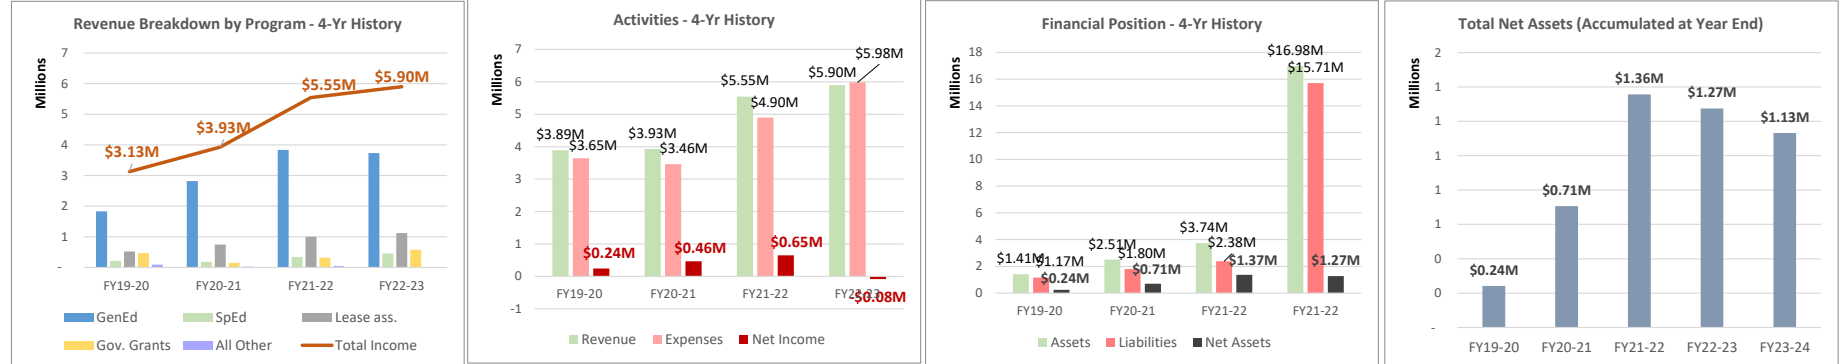 Revenue Breakdown by Program - 4-Yr History
Millions
7
6
5
4
3
2
1
-
$3.13M
$3.93M
$5.55M
$5.90M
FY19-20
FY20-21
FY21-22
FY22-23
GenEd
SpEd
Lease ass.
Gov. Grants
All Other
Total Income
Activities - 4-Yr History
Millions
7
6
5
4
3
2
1
0
-1
$3.89M
$3.65M
$0.24M
$3.93M
$3.46M
$0.46M
$5.55M
$4.90M
$0.65M
$5.90M
$5.98M
-$0.08M
FY19-20
FY20-21
FY21-22
FY22-23
Revenue
Expenses
Net Income
Financial Position - 4-Yr History
Millions
18
16
14
12
10
8
6
4
2
0
$1.41M
$1.17M
$0.24M
$2.51M
$1.80M
$0.71M
$3.74M
$2.38M
$1.37M
$16.98M
$15.71M
$1.27M
FY19-20
FY20-21
FY21-22
FY21-22
Assets
Liabilities
Net Assets
Total Net Assets (Accumulated at Year End)
Millions
2
1
1
1
1
1
0
0
-
$0.24M
$0.71M
$1.36M
$1.27M
$1.13M
FY19-20
FY20-21
FY21-22
FY22-23
FY23-24